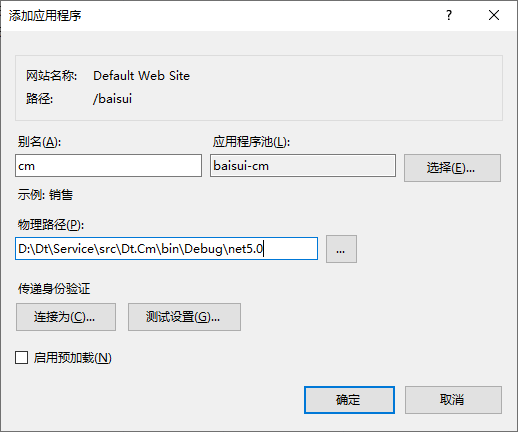 添加应用程序
网站名称: Default Web Site
路径: /baisui
别名(A): 应用程序池(L):
cm baisui-cm 选择(E)...
示例: 销售
物理路径(P):
D:\Dt\Service\src\Dt.Cm\bin\Debug\net5.0 ...
传递身份验证
连接为(C)... 测试设置(G)...
启用预加载(N)
确定 取消